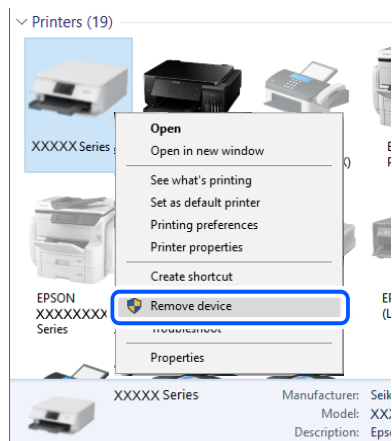 Printers (19)
XXXXX Series
Open
Open in new window
See what's printing
Set as default printer
Printing preferences
Printer properties
Create shortcut
Remove device
Troubleshoot
Properties
EPSON
XXXXXXXX
Series
XXXXX Series
Manufacturer:
Model:
Description: